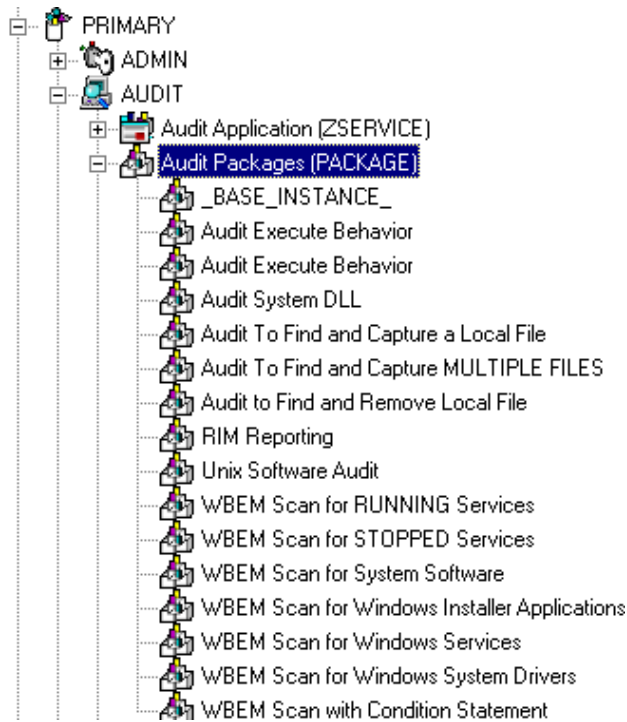 PRIMARY
ADMIN
AUDIT
Audit Application (ZSERVICE)
Audit Packages (PACKAGE)
_BASE_INSTANCE_
Audit Execute Behavior
Audit Execute Behavior
Audit System DLL
Audit To Find and Capture a Local File
Audit To Find and Capture MULTIPLE FILES
Audit to Find and Remove Local File
RIM Reporting
Unix Software Audit
WBEM Scan for RUNNING Services
WBEM Scan for STOPPED Services
WBEM Scan for System Software
WBEM Scan for Windows Installer Applications
WBEM Scan for Windows Services
WBEM Scan for Windows System Drivers
WBEM Scan with Condition Statement